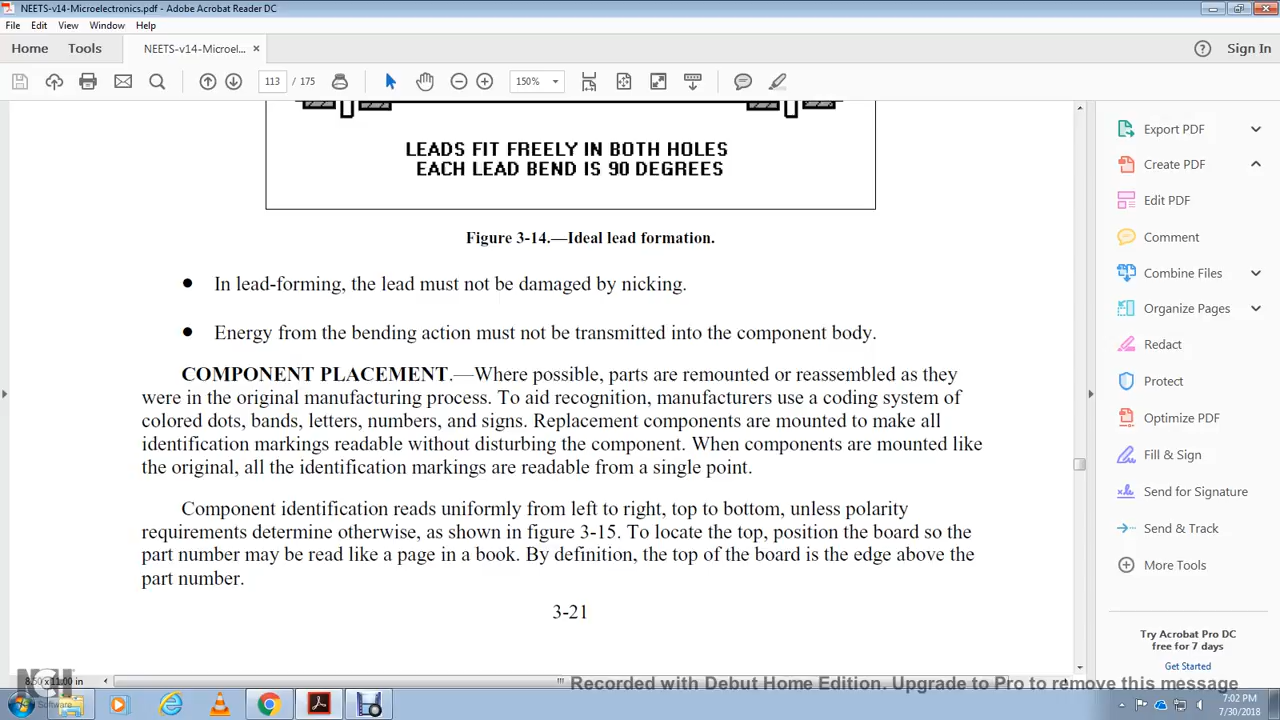 NEETS-v14-Microelectronics.pdf - Adobe Acrobat Reader DC
File Edit View Window Help
Home Tools NEETS-v14-Microel... × Sign In
113 / 175 150%
LEADS FIT FREELY IN BOTH HOLES
EACH LEAD BEND IS 90 DEGREES
Figure 3-14.—Ideal lead formation.
• In lead-forming, the lead must not be damaged by nicking.
• Energy from the bending action must not be transmitted into the component body.
COMPONENT PLACEMENT.—Where possible, parts are remounted or reassembled as they
were in the original manufacturing process. To aid recognition, manufacturers use a coding system of
colored dots, bands, letters, numbers, and signs. Replacement components are mounted to make all
identification markings readable without disturbing the component. When components are mounted like
the original, all the identification markings are readable from a single point.
Component identification reads uniformly from left to right, top to bottom, unless polarity
requirements determine otherwise, as shown in figure 3-15. To locate the top, position the board so the
part number may be read like a page in a book. By definition, the top of the board is the edge above the
part number.
3-21
Export PDF
Create PDF
Edit PDF
Comment
Combine Files
Organize Pages
Redact
Protect
Optimize PDF
Fill & Sign
Send for Signature
Send & Track
More Tools
Try Acrobat Pro DC
free for 7 days
Get Started
8.50 x 11.00 in
NCH
Software
Recorded with Debut Home Edition. Upgrade to Pro to remove this message
7:02 PM
7/30/2018